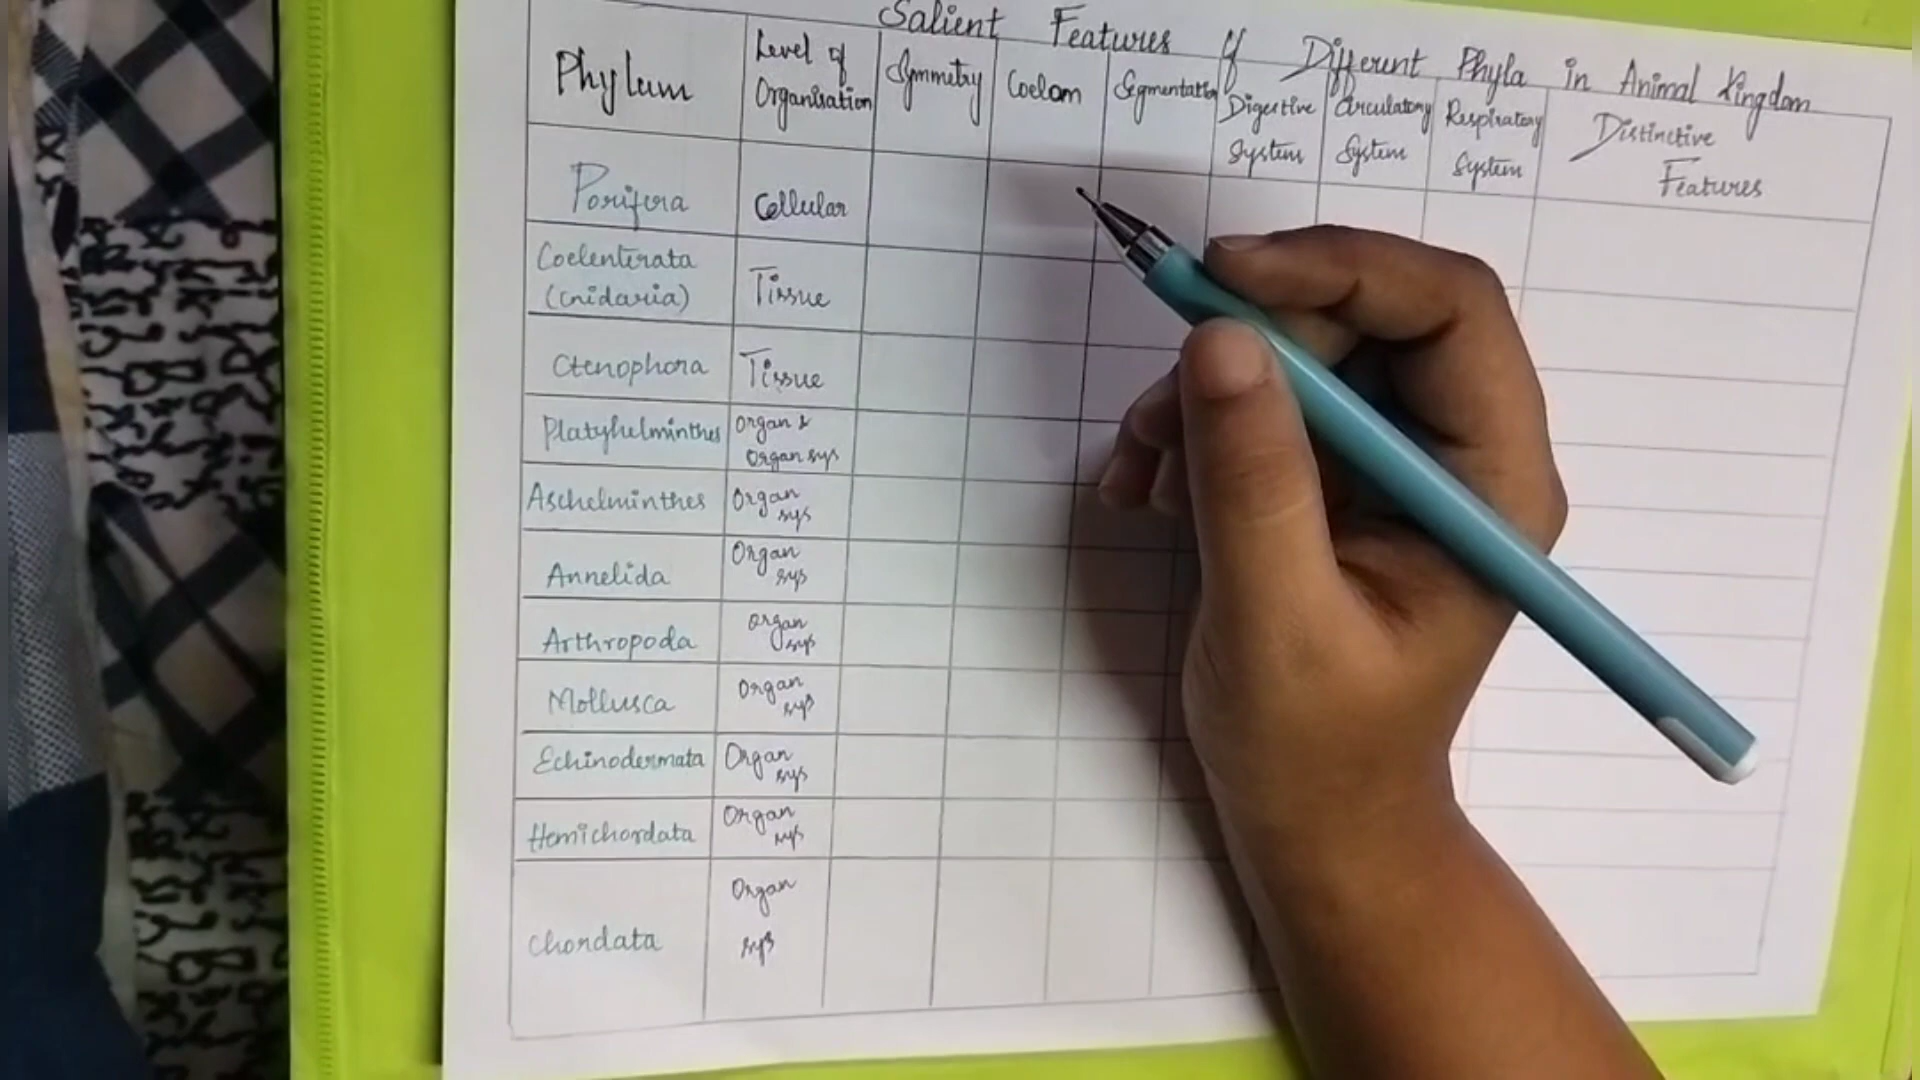 Salient Features of Different Phyla in Animal Kingdom
Phylum
Level of
Organisation
Symmetry
Coelom
Segmentation
Digestive
System
Circulatory
System
Respiratory
System
Distinctive
Features
Porifera
Cellular
Coelenterata
(Cnidaria)
Tissue
Ctenophora
Tissue
Platyhelminthes
Organ &
Organ sys
Aschelminthes
Organ
sys
Annelida
Organ
sys
Arthropoda
Organ
sys
Mollusca
Organ
sys
Echinodermata
Organ
sys
Hemichordata
Organ
sys
Chordata
Organ
sys